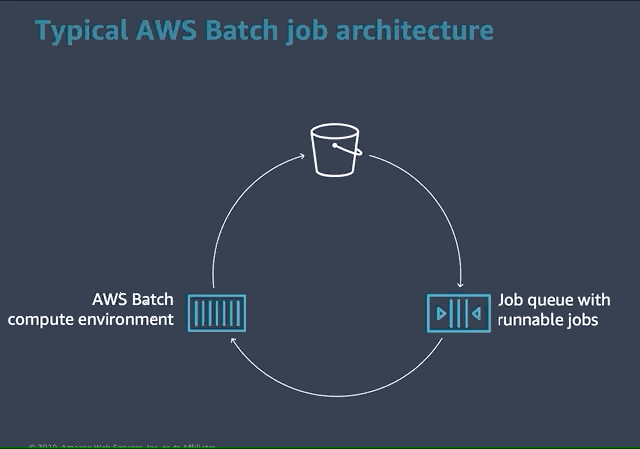 Typical AWS Batch job architecture
AWS Batch
compute environment
Job queue with
runnable jobs
© 2020, Amazon Web Services, Inc. or its Affiliates.